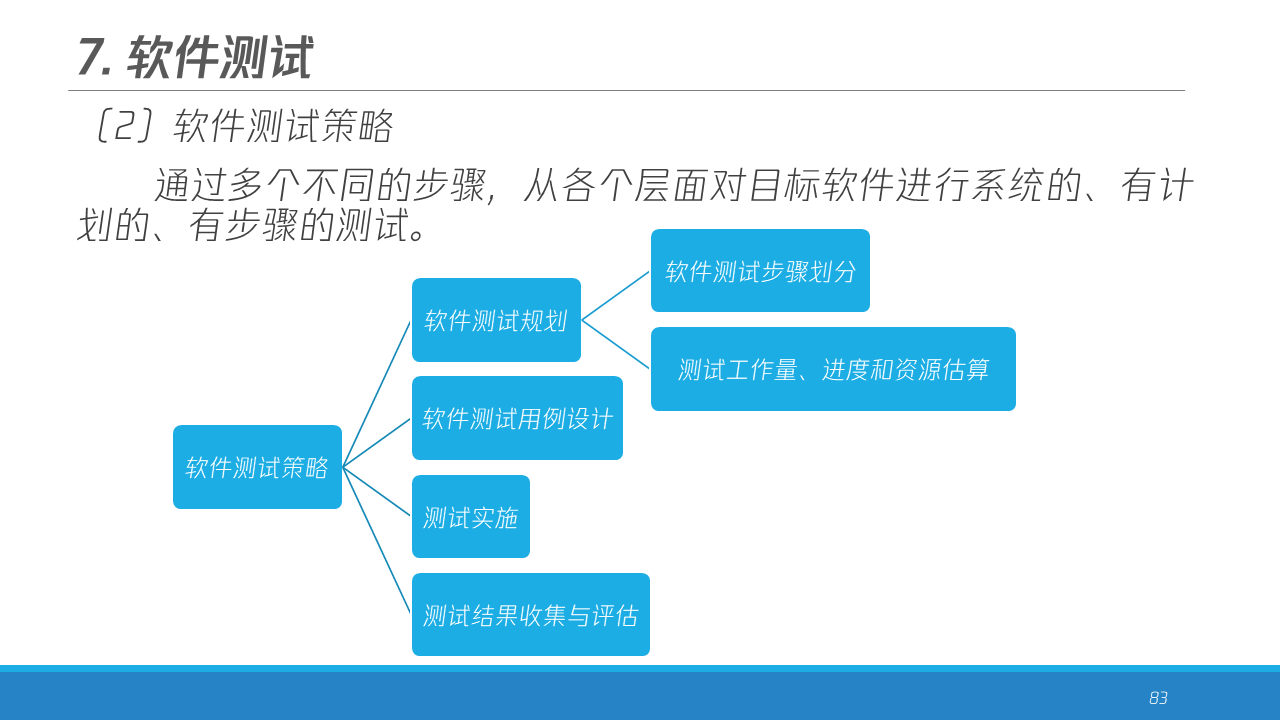 7. 软件测试
（2）软件测试策略
通过多个不同的步骤，从各个层面对目标软件进行系统的、有计
划的、有步骤的测试。
软件测试步骤划分
软件测试规划
测试工作量、进度和资源估算
软件测试用例设计
软件测试策略
测试实施
测试结果收集与评估
83